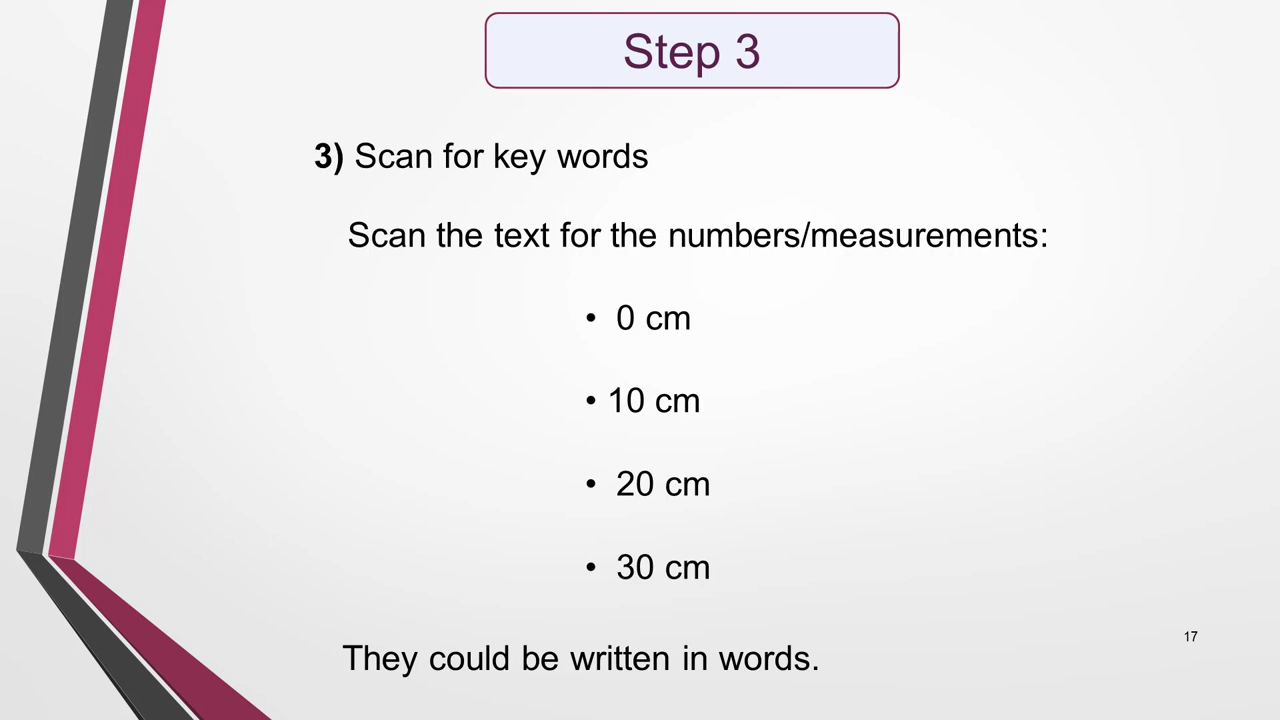 Step 3
3) Scan for key words
Scan the text for the numbers/measurements:
• 0 cm
• 10 cm
• 20 cm
• 30 cm
They could be written in words.
17